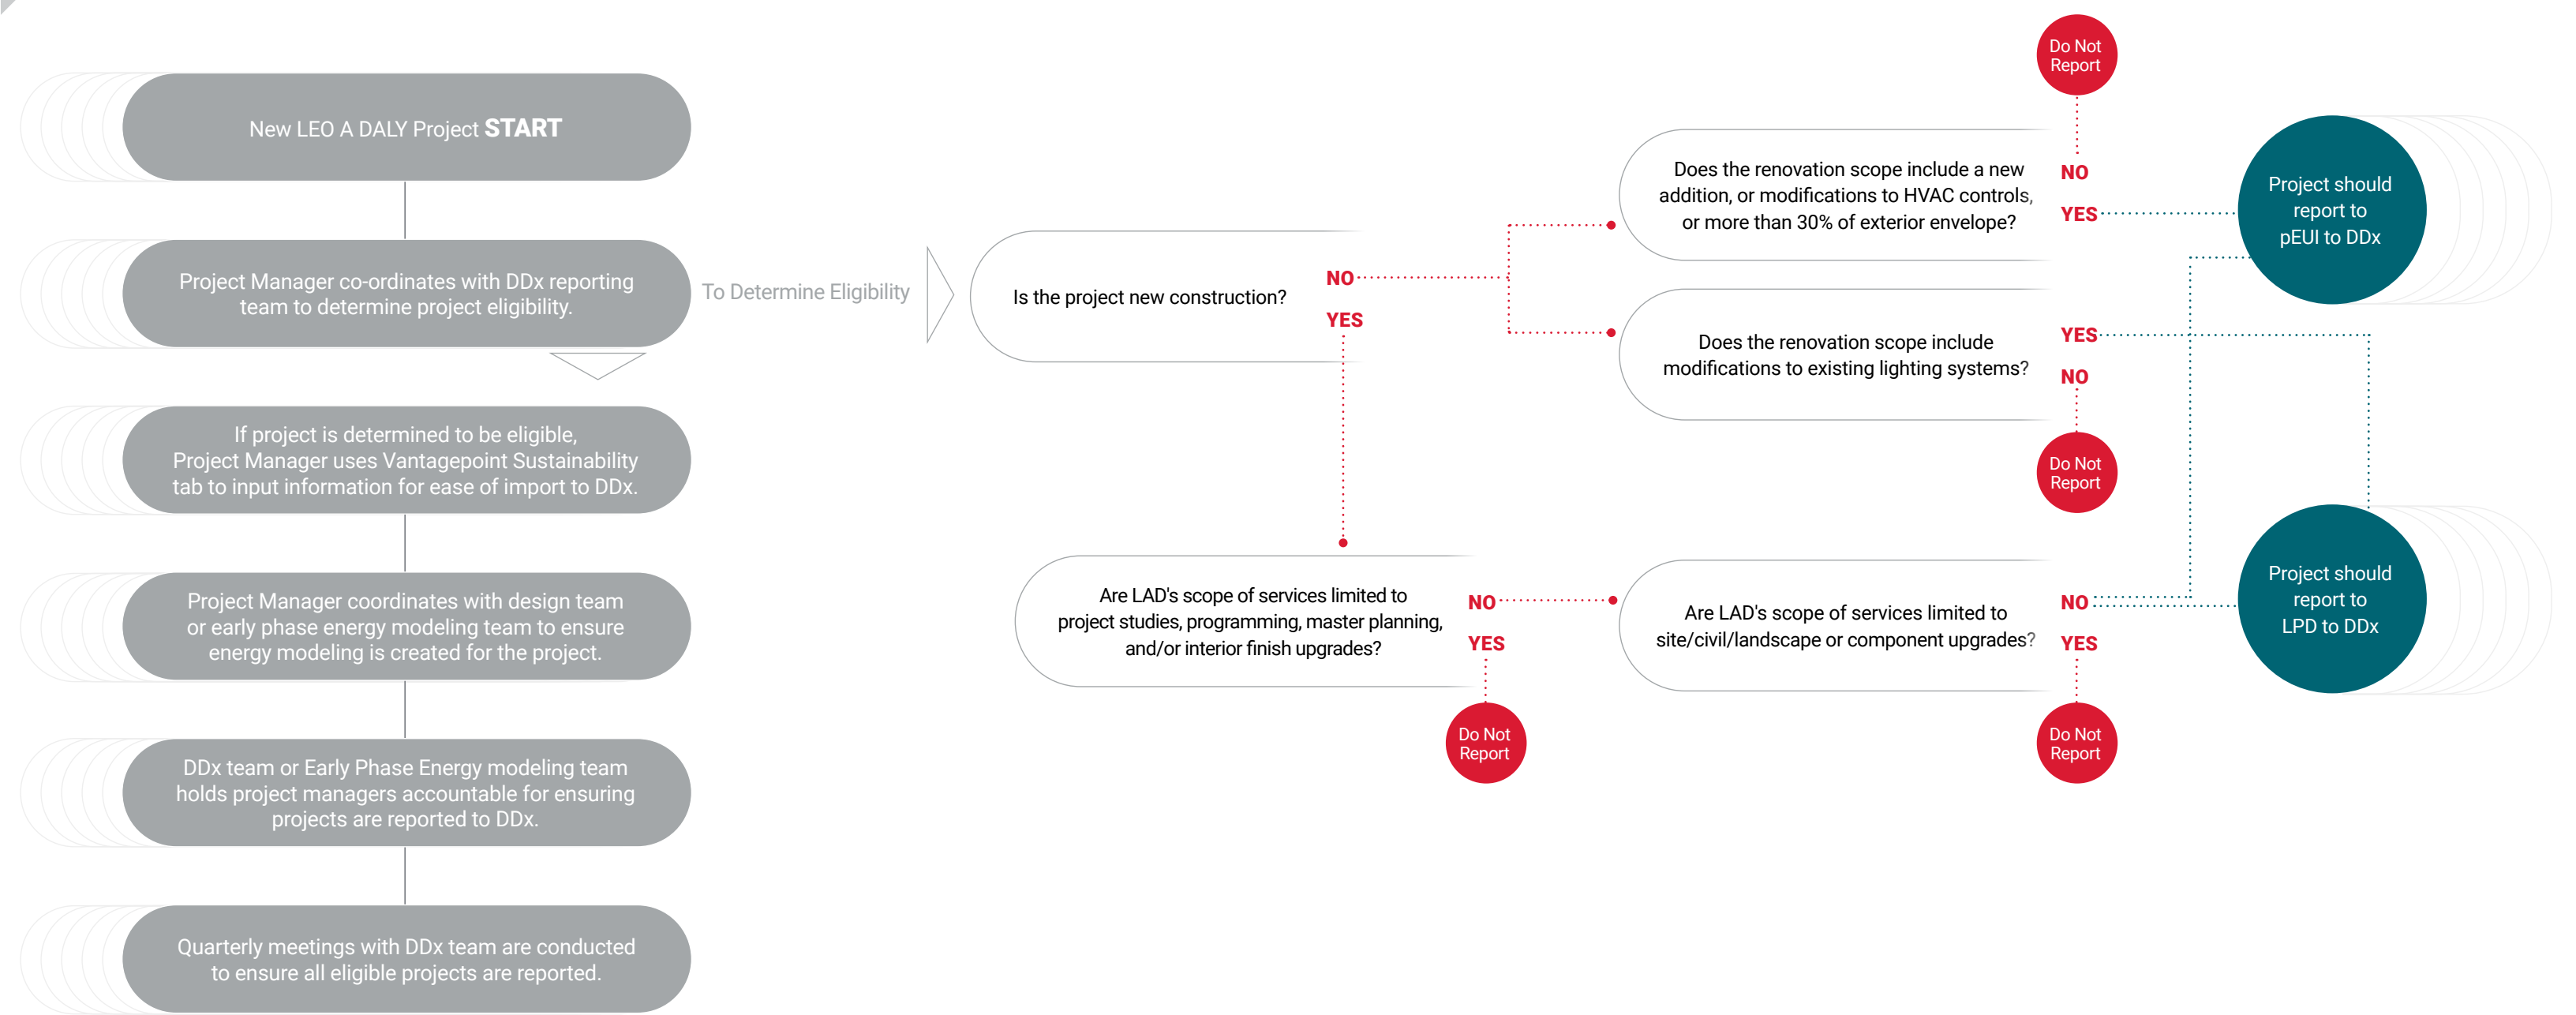 New LEO A DALY Project START
Project Manager co-ordinates with DDx reporting
team to determine project eligibility.
If project is determined to be eligible,
Project Manager uses Vantagepoint Sustainability
tab to input information for ease of import to DDx.
Project Manager coordinates with design team
or early phase energy modeling team to ensure
energy modeling is created for the project.
DDx team or Early Phase Energy modeling team
holds project managers accountable for ensuring
projects are reported to DDx.
Quarterly meetings with DDx team are conducted
to ensure all eligible projects are reported.
To Determine Eligibility
Is the project new construction?
NO
YES
Does the renovation scope include a new
addition, or modifications to HVAC controls,
or more than 30% of exterior envelope?
Do Not
Report
NO
YES
Project should
report to
pEUI to DDx
Does the renovation scope include
modifications to existing lighting systems?
YES
NO
Do Not
Report
Are LAD's scope of services limited to
project studies, programming, master planning,
and/or interior finish upgrades?
NO
YES
Do Not
Report
Are LAD's scope of services limited to
site/civil/landscape or component upgrades?
NO
YES
Do Not
Report
Project should
report to
LPD to DDx